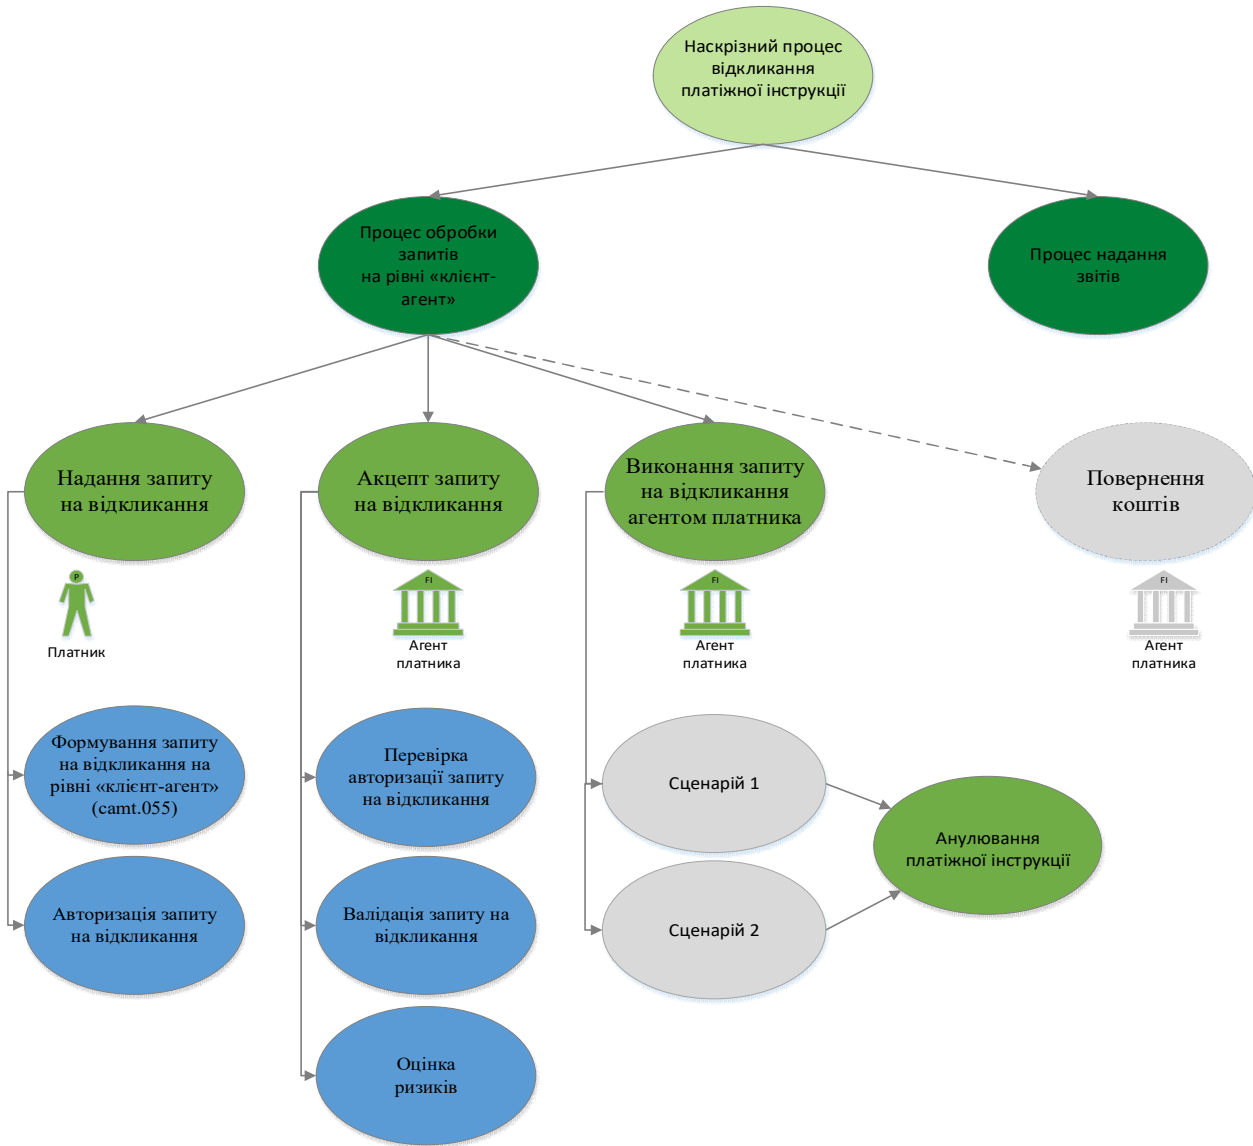 Наскрізний процес
відкликання
платіжної інструкції
Процес обробки
запитів
на рівні «клієнт-
агент»
Процес надання
звітів
Надання запиту
на відкликання
Акцепт запиту
на відкликання
Виконання запиту
на відкликання
агентом платника
Повернення
коштів
P
Платник
FI
Агент
платника
FI
Агент
платника
FI
Агент
платника
Формування запиту
на відкликання на
рівні «клієнт-агент»
(camt.055)
Перевірка
авторизації запиту
на відкликання
Сценарій 1
Анулювання
платіжної інструкції
Авторизація запиту
на відкликання
Валідація запиту на
відкликання
Сценарій 2
Оцінка
ризиків